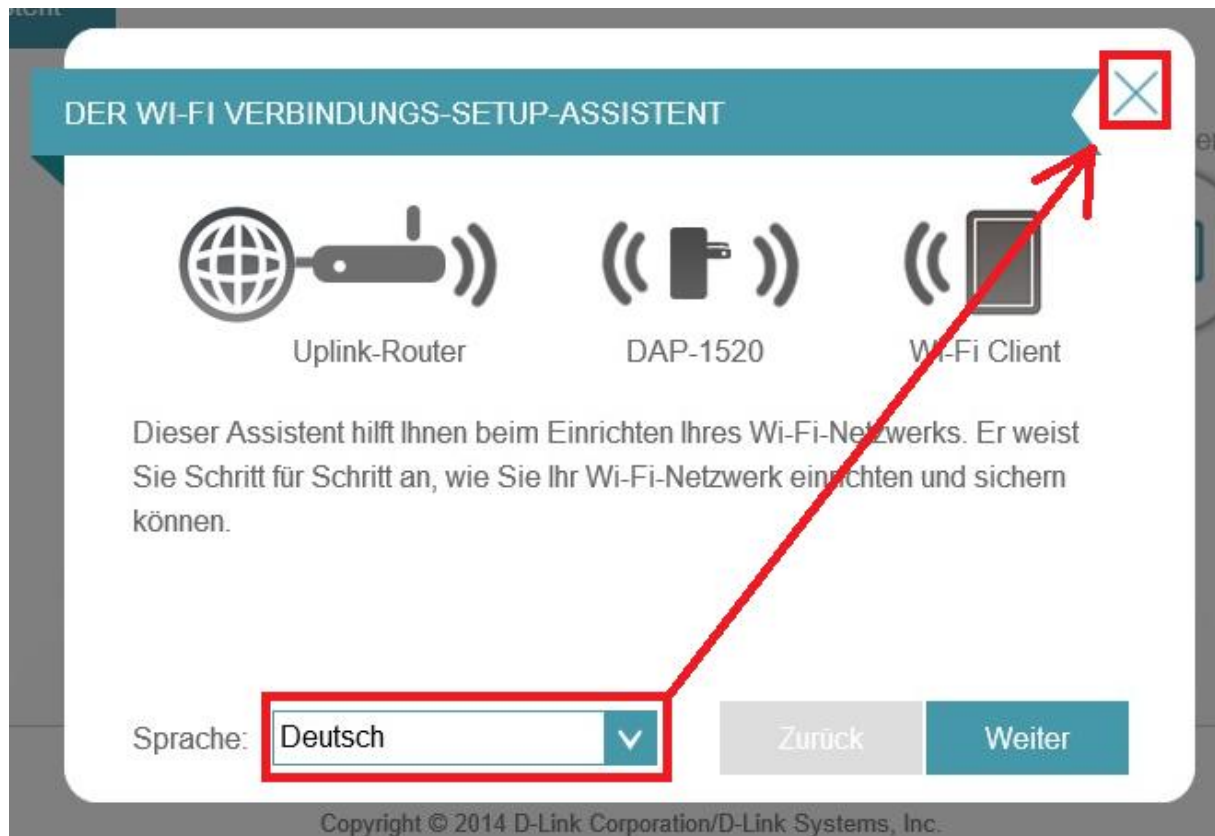 DER WI-FI VERBINDUNGS-SETUP-ASSISTENT
Uplink-Router
DAP-1520
Wi-Fi Client
Dieser Assistent hilft Ihnen beim Einrichten Ihres Wi-Fi-Netzwerks. Er weist
Sie Schritt für Schritt an, wie Sie Ihr Wi-Fi-Netzwerk einrichten und sichern
können.
Sprache: Deutsch
Zurück
Weiter
Copyright © 2014 D-Link Corporation/D-Link Systems, Inc.